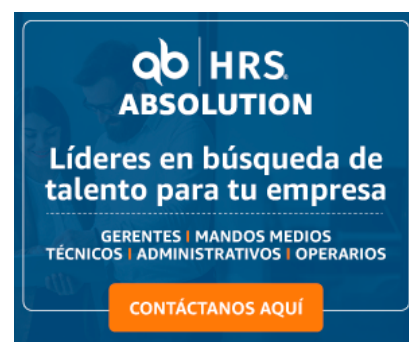 ab HRS.
ABSOLUTION
Líderes en búsqueda de
talento para tu empresa
GERENTES | MANDOS MEDIOS
TÉCNICOS | ADMINISTRATIVOS | OPERARIOS
CONTÁCTANOS AQUÍ